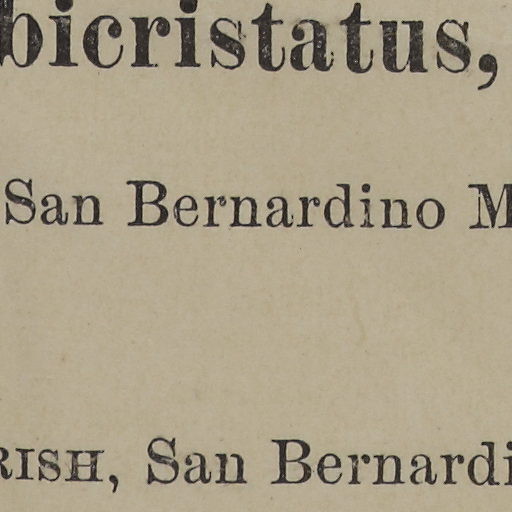 bicristatus,
San Bernardino M
RISH, San Bernardi